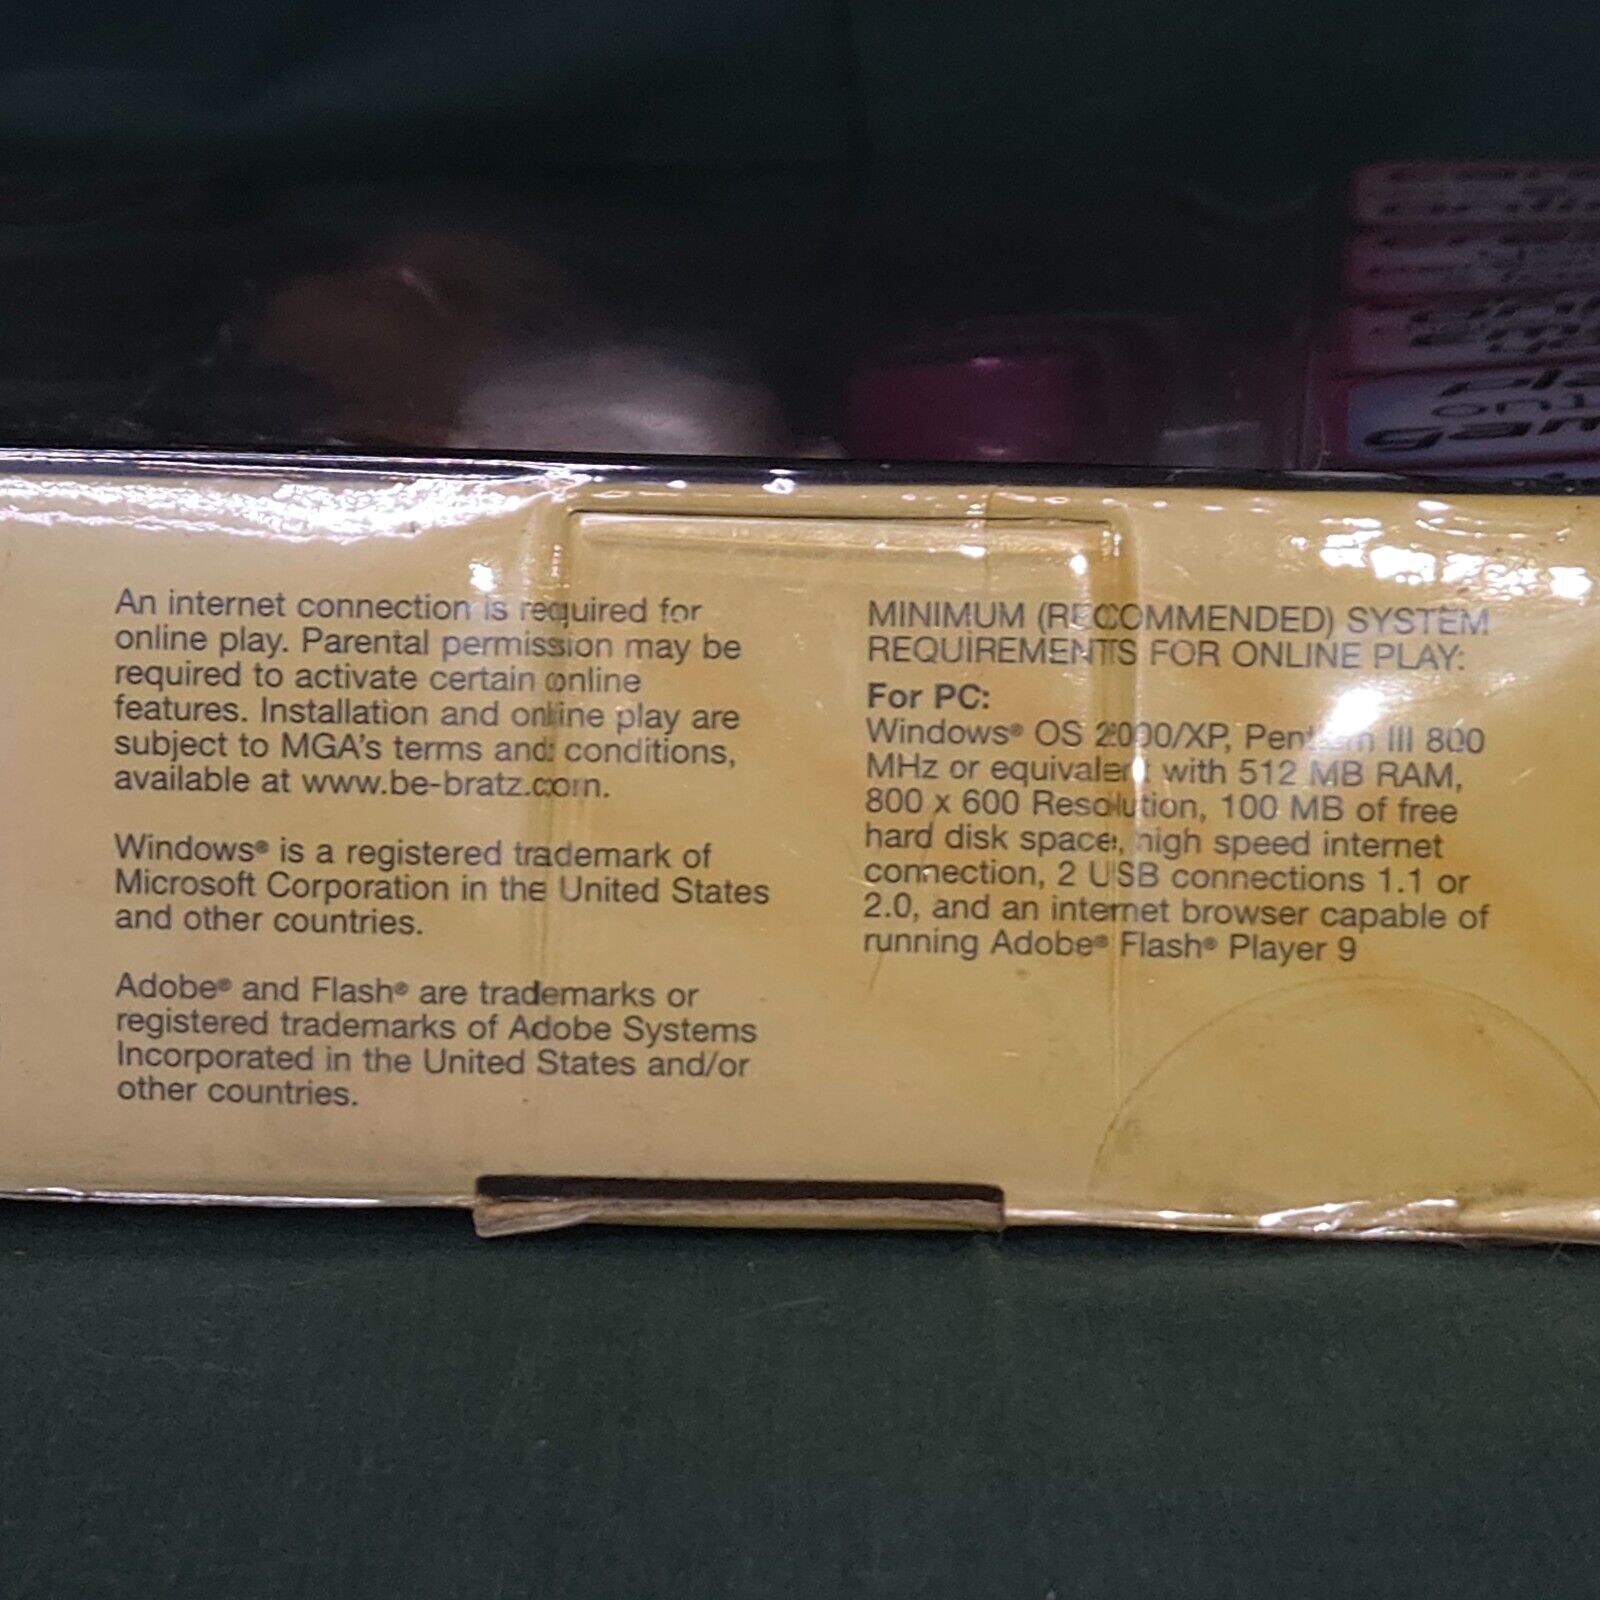 pla
onl
gam
An internet connection is required for
online play. Parental permission may be
required to activate certain online
features. Installation and online play are
subject to MGA's terms and conditions,
available at www.be-bratz.com.
Windows® is a registered trademark of
Microsoft Corporation in the United States
and other countries.
Adobe® and Flash® are trademarks or
registered trademarks of Adobe Systems
Incorporated in the United States and/or
other countries.
MINIMUM (RECOMMENDED) SYSTEM
REQUIREMENTS FOR ONLINE PLAY:
For PC:
Windows® OS 2000/XP, Pentium III 800
MHz or equivalent with 512 MB RAM,
800 x 600 Resolution, 100 MB of free
hard disk space, high speed internet
connection, 2 USB connections 1.1 or
2.0, and an internet browser capable of
running Adobe® Flash® Player 9